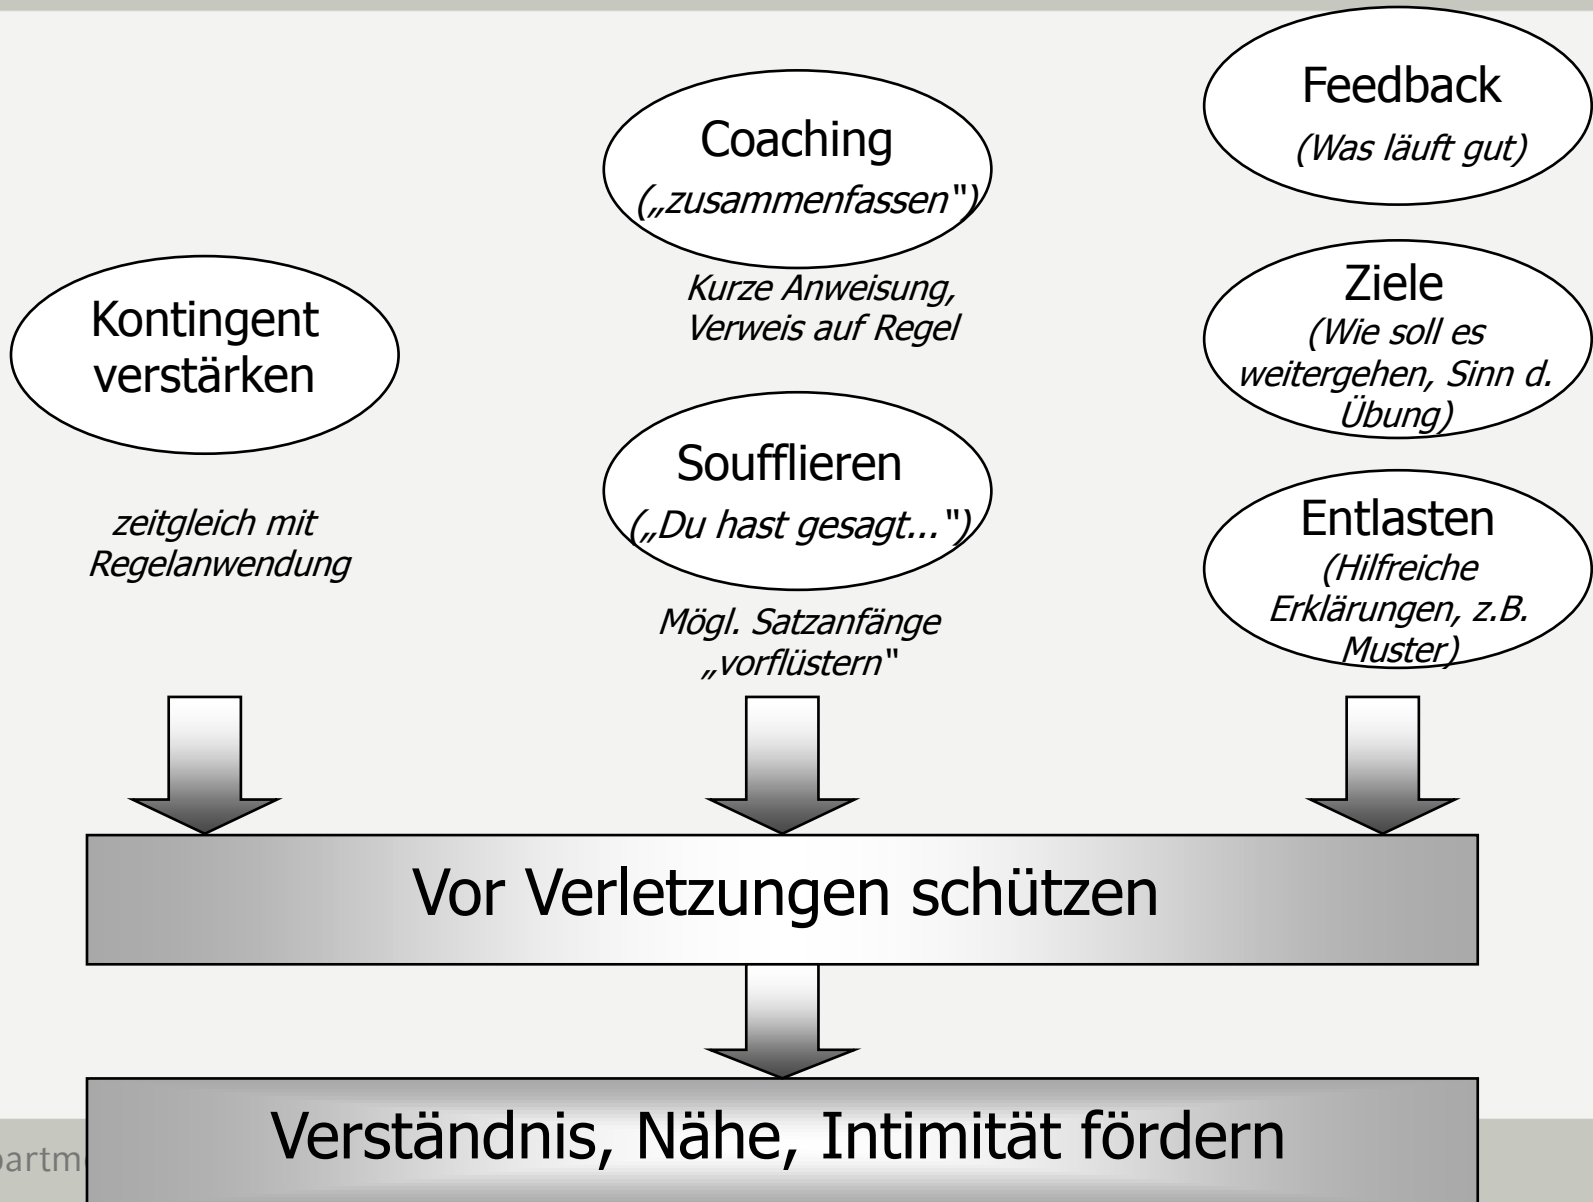 Kontingent
verstärken
zeitgleich mit
Regelanwendung
Coaching
(„zusammenfassen“)
Kurze Anweisung,
Verweis auf Regel
Soufflieren
(„Du hast gesagt...“)
Mögl. Satzanfänge
„vorflüstern“
Feedback
(Was läuft gut)
Ziele
(Wie soll es
weitergehen, Sinn d.
Übung)
Entlasten
(Hilfreiche
Erklärungen, z.B.
Muster)
Vor Verletzungen schützen
Verständnis, Nähe, Intimität fördern